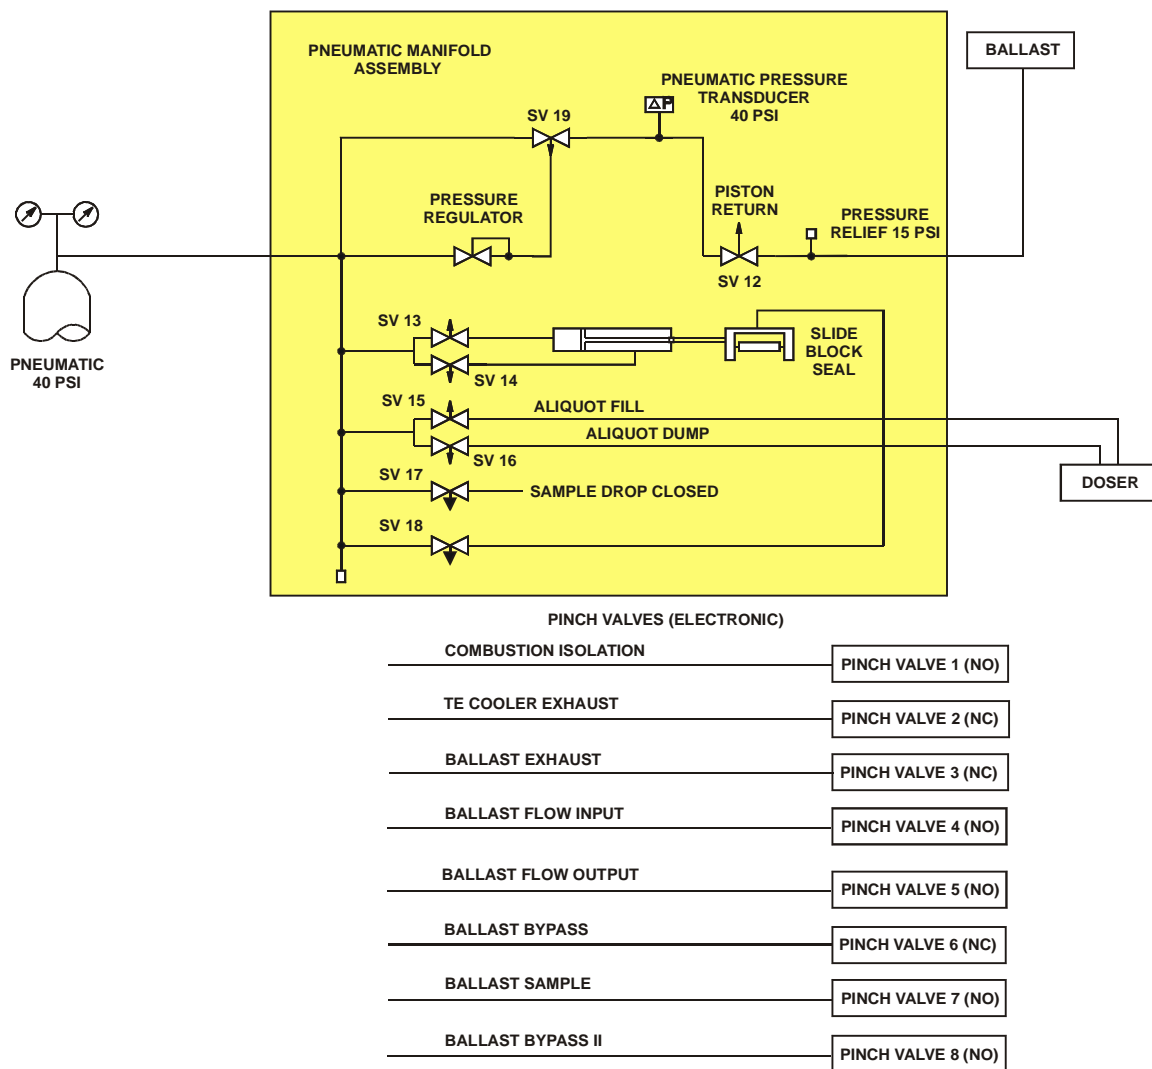 PNEUMATIC MANIFOLD
ASSEMBLY
BALLAST
PNEUMATIC PRESSURE
TRANSDUCER
40 PSI
ΔP
SV 19
PRESSURE
REGULATOR
PISTON
RETURN
PRESSURE
RELIEF 15 PSI
SV 12
PNEUMATIC
40 PSI
SV 13
SLIDE
BLOCK
SEAL
SV 14
SV 15
ALIQUOT FILL
ALIQUOT DUMP
SV 16
SV 17
SAMPLE DROP CLOSED
DOSER
SV 18
PINCH VALVES (ELECTRONIC)
COMBUSTION ISOLATION
PINCH VALVE 1 (NO)
TE COOLER EXHAUST
PINCH VALVE 2 (NC)
BALLAST EXHAUST
PINCH VALVE 3 (NC)
BALLAST FLOW INPUT
PINCH VALVE 4 (NO)
BALLAST FLOW OUTPUT
PINCH VALVE 5 (NO)
BALLAST BYPASS
PINCH VALVE 6 (NC)
BALLAST SAMPLE
PINCH VALVE 7 (NO)
BALLAST BYPASS II
PINCH VALVE 8 (NO)